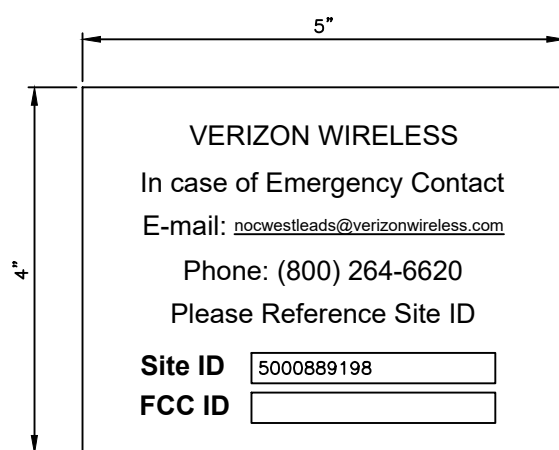 5"
4"
VERIZON WIRELESS
In case of Emergency Contact
E-mail: nocwestleads@verizonwireless.com
Phone: (800) 264-6620
Please Reference Site ID
Site ID 5000889198
FCC ID